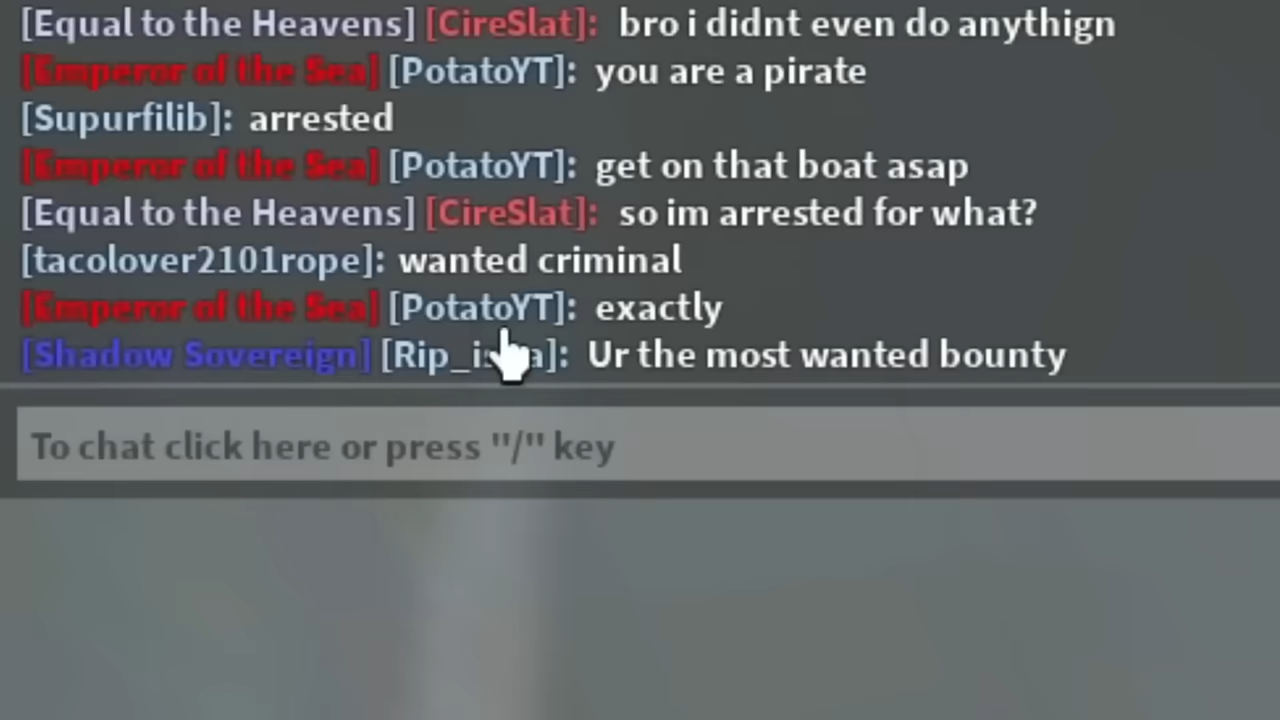 [Equal to the Heavens] [CireSlat]: bro i didnt even do anythign
[Emperor of the Sea] [PotatoYT]: you are a pirate
[Supurfilib]: arrested
[Emperor of the Sea] [PotatoYT]: get on that boat asap
[Equal to the Heavens] [CireSlat]: so im arrested for what?
[tacolover2101rope]: wanted criminal
[Emperor of the Sea] [PotatoYT]: exactly
[Shadow Sovereign] Ur the most wanted bounty
To chat click here or press "/" key